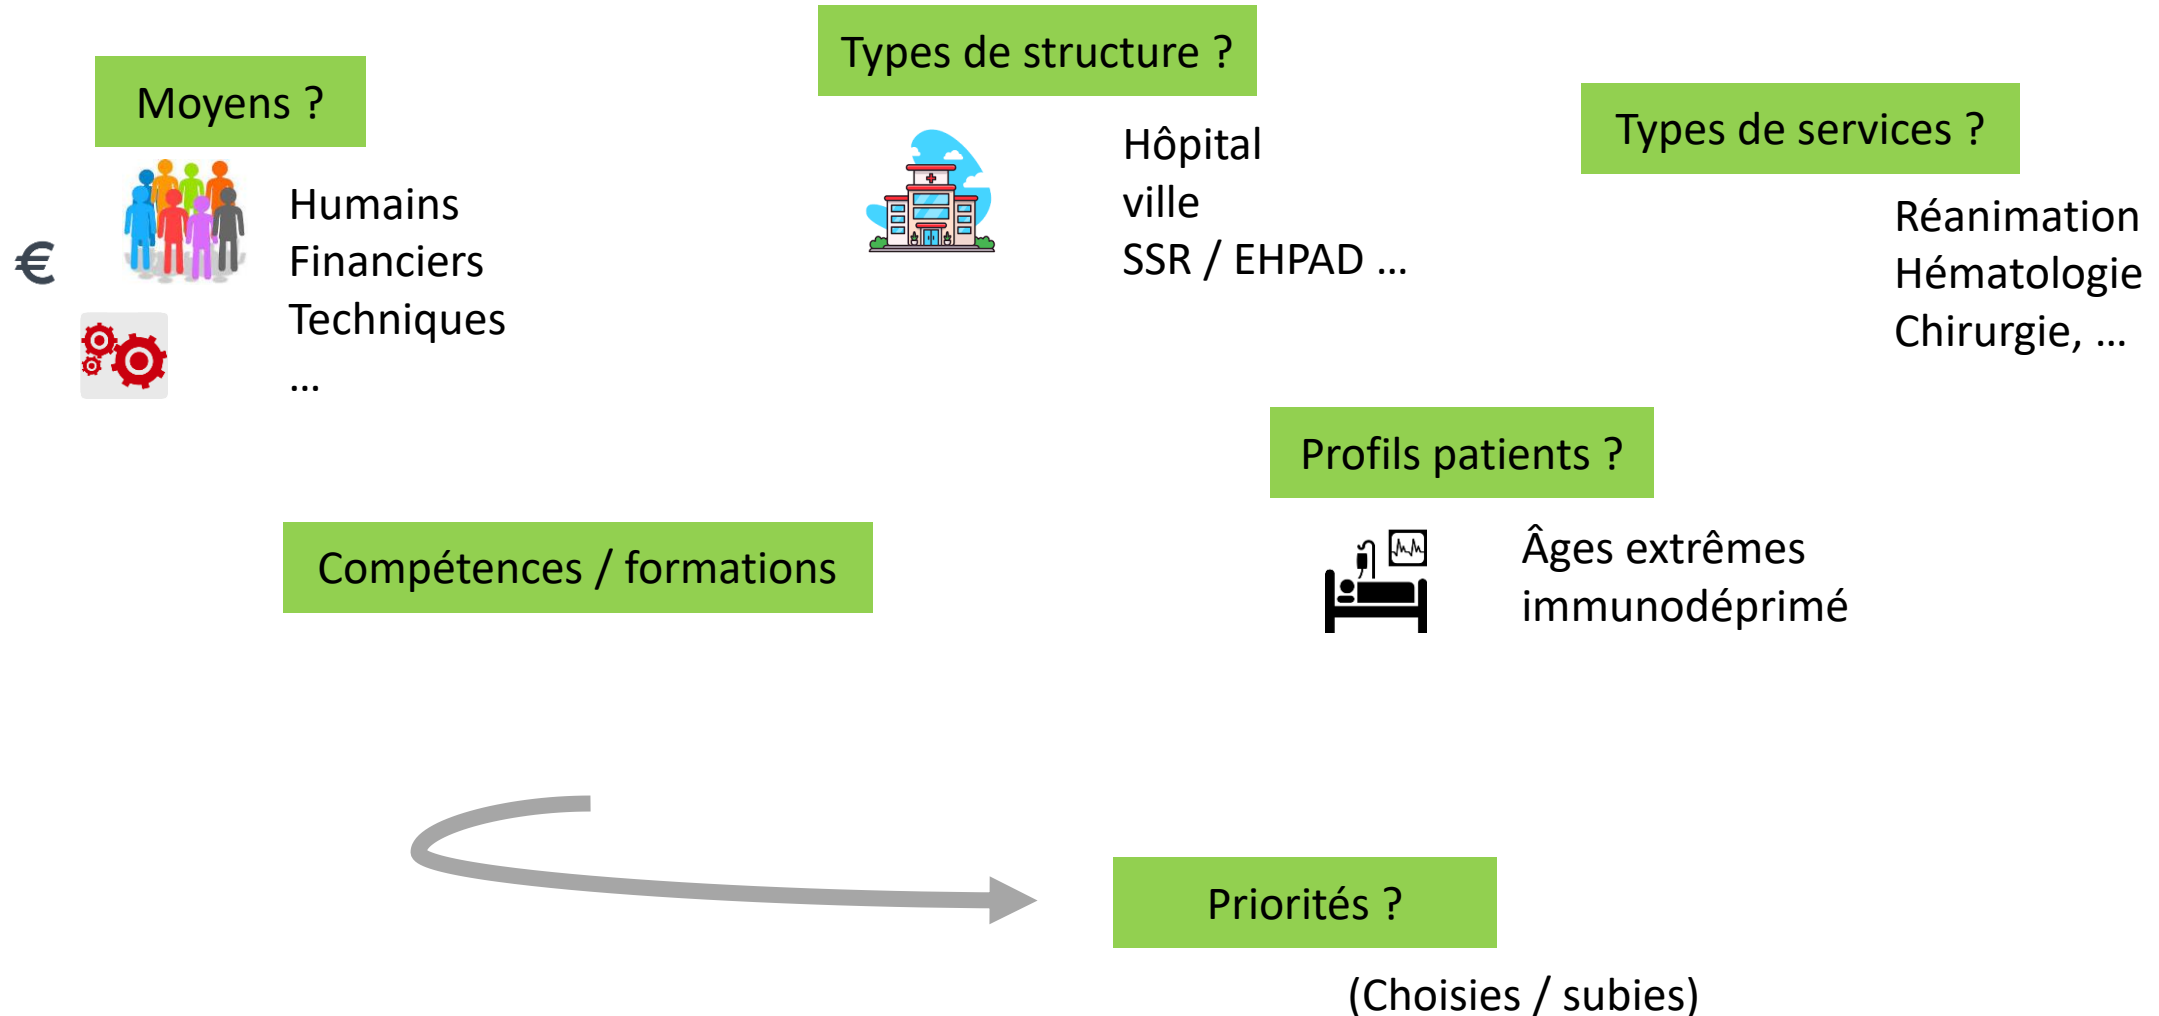 Moyens ?
€
Humains
Financiers
Techniques
...
Types de structure ?
Hôpital
ville
SSR / EHPAD ...
Types de services ?
Réanimation
Hématologie
Chirurgie, ...
Profils patients ?
Âges extrêmes
immunodéprimé
Compétences / formations
Priorités ?
(Choisies / subies)